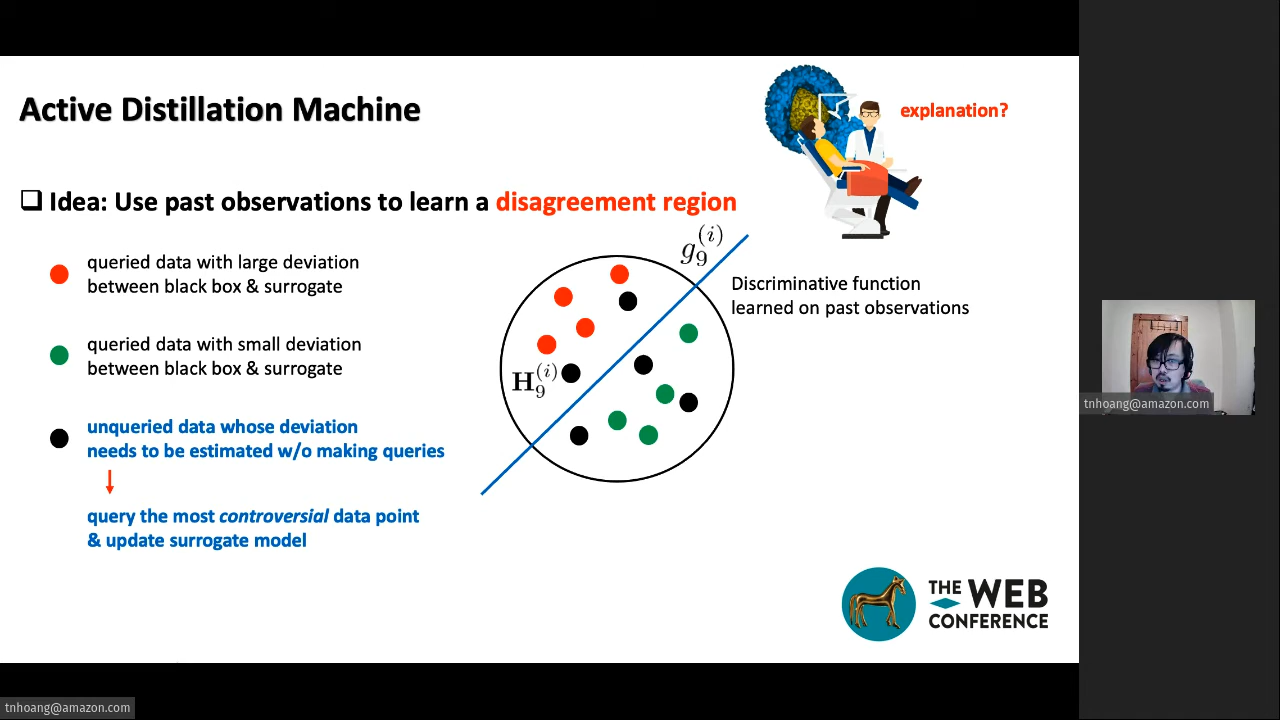 Active Distillation Machine
explanation?
❑ Idea: Use past observations to learn a disagreement region
queried data with large deviation
between black box & surrogate
queried data with small deviation
between black box & surrogate
unqueried data whose deviation
needs to be estimated w/o making queries
query the most controversial data point
& update surrogate model
g₉⁽ⁱ⁾
Discriminative function
learned on past observations
H₉⁽ⁱ⁾
THE WEB
CONFERENCE
tnhoang@amazon.com
tnhoang@amazon.com